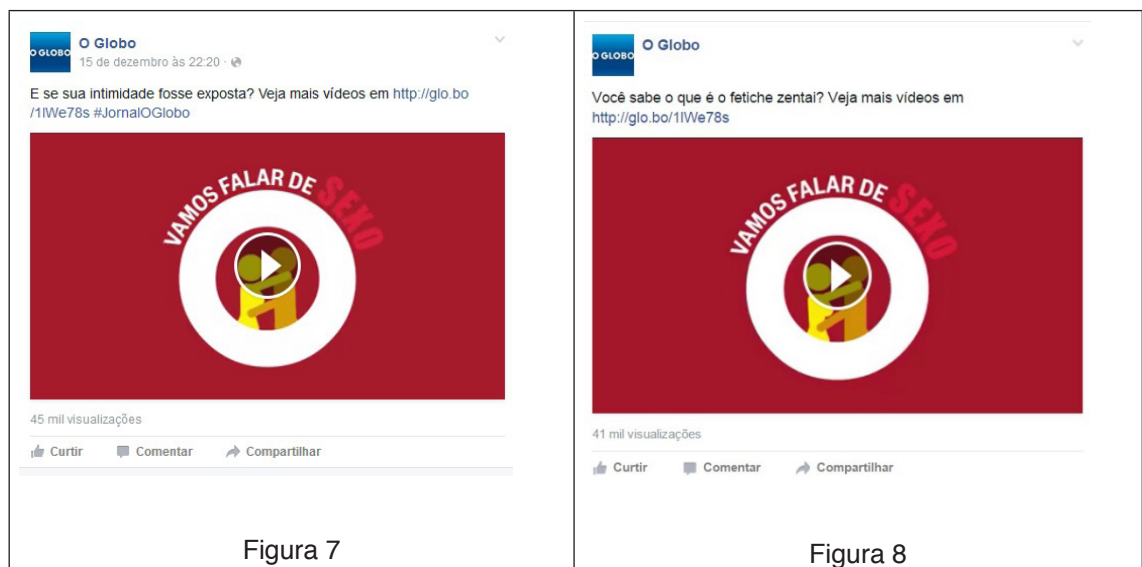 O GLOBO
O Globo
15 de dezembro às 22:20 ·
E se sua intimidade fosse exposta? Veja mais vídeos em http://glo.bo
/1lWe78s #JornalOGlobo
VAMOS FALAR DE SEXO
45 mil visualizações
Curtir Comentar Compartilhar
Figura 7
O GLOBO
O Globo
Você sabe o que é o fetiche zentai? Veja mais vídeos em
http://glo.bo/1lWe78s
VAMOS FALAR DE SEXO
41 mil visualizações
Curtir Comentar Compartilhar
Figura 8